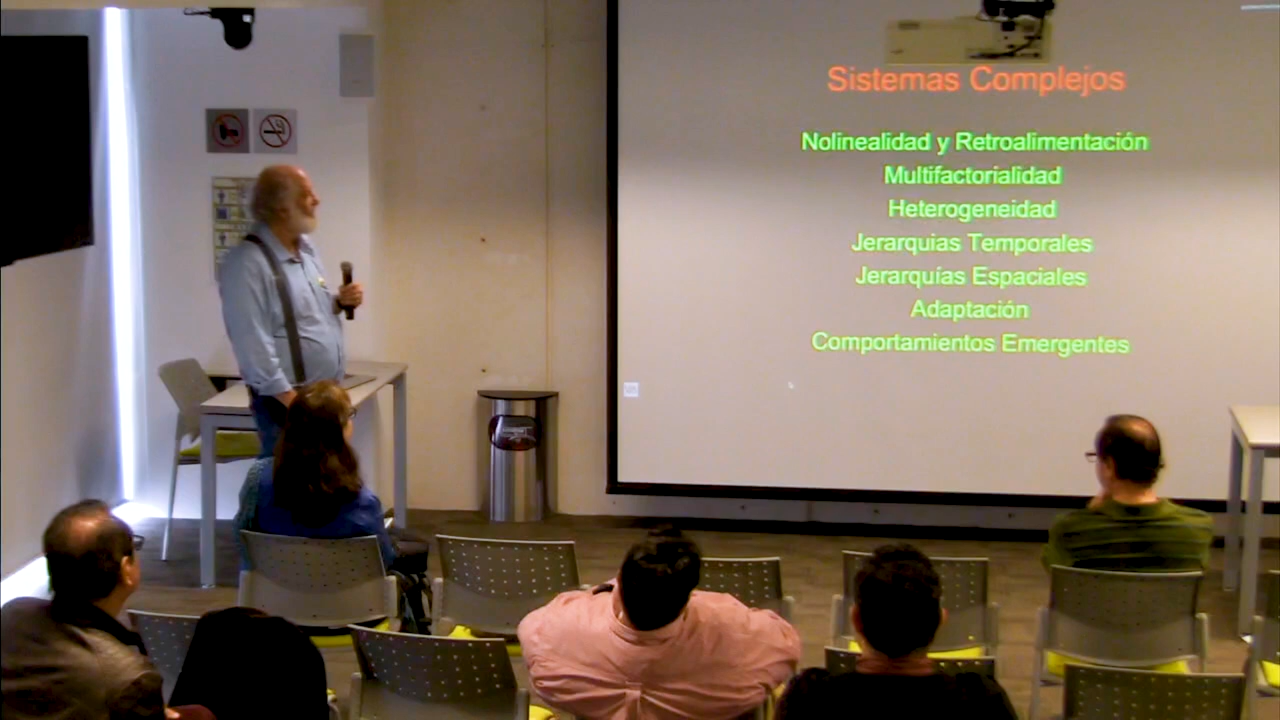 Sistemas Complejos
Nolinealidad y Retroalimentación
Multifactorialidad
Heterogeneidad
Jerarquias Temporales
Jerarquías Espaciales
Adaptación
Comportamientos Emergentes